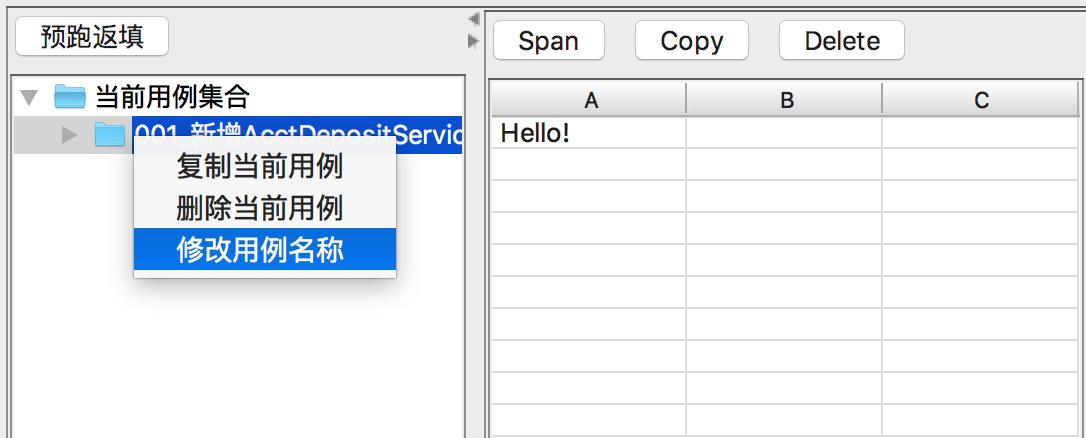 预跑返填
当前用例集合
001_新增AcctDepositServic
复制当前用例
删除当前用例
修改用例名称
Span Copy Delete
A B C
Hello!